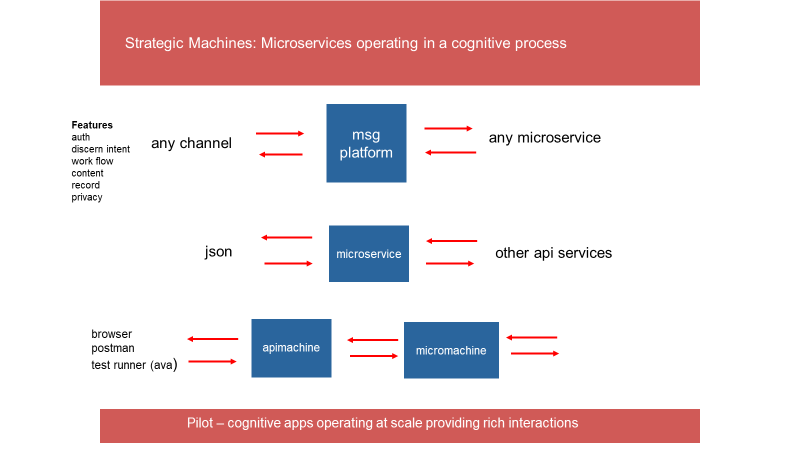 Strategic Machines: Microservices operating in a cognitive process
Features
auth
discern intent
work flow
content
record
privacy
any channel
msg
platform
any microservice
json
microservice
other api services
browser
postman
test runner (ava)
apimachine
micromachine
Pilot – cognitive apps operating at scale providing rich interactions